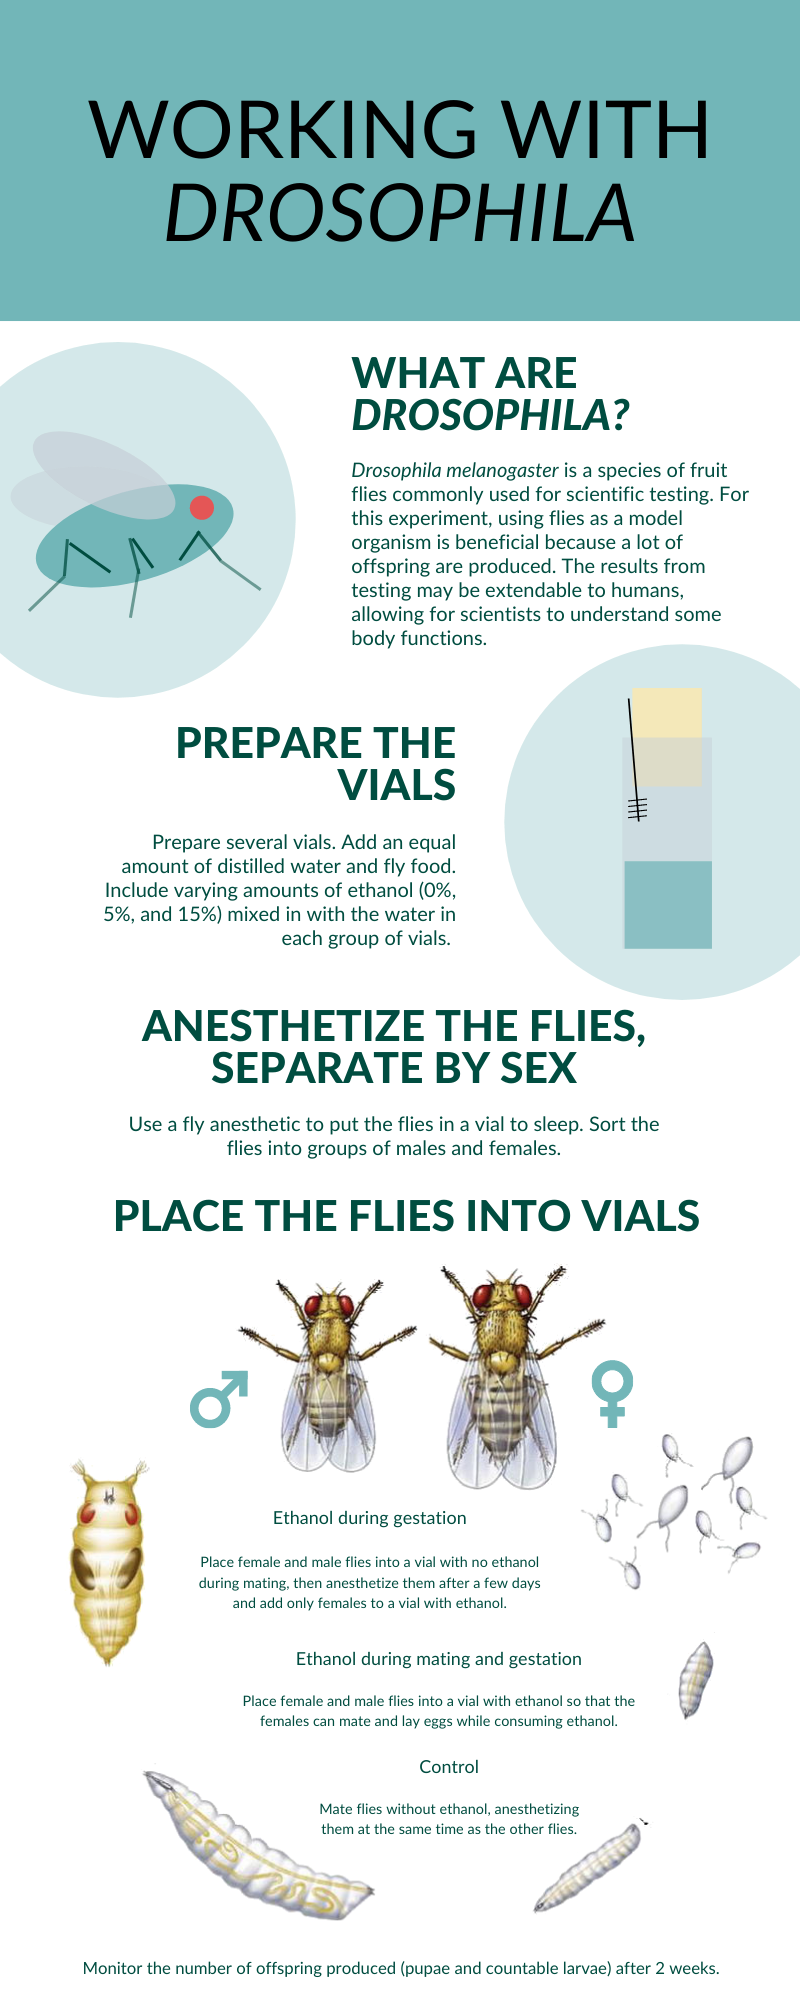 WORKING WITH
DROSOPHILA
WHAT ARE
DROSOPHILA?
Drosophila melanogaster is a species of fruit
flies commonly used for scientific testing. For
this experiment, using flies as a model
organism is beneficial because a lot of
offspring are produced. The results from
testing may be extendable to humans,
allowing for scientists to understand some
body functions.
PREPARE THE
VIALS
Prepare several vials. Add an equal
amount of distilled water and fly food.
Include varying amounts of ethanol (0%,
5%, and 15%) mixed in with the water in
each group of vials.
ANESTHETIZE THE FLIES,
SEPARATE BY SEX
Use a fly anesthetic to put the flies in a vial to sleep. Sort the
flies into groups of males and females.
PLACE THE FLIES INTO VIALS
Ethanol during gestation
Place female and male flies into a vial with no ethanol
during mating, then anesthetize them after a few days
and add only females to a vial with ethanol.
Ethanol during mating and gestation
Place female and male flies into a vial with ethanol so that the
females can mate and lay eggs while consuming ethanol.
Control
Mate flies without ethanol, anesthetizing
them at the same time as the other flies.
Monitor the number of offspring produced (pupae and countable larvae) after 2 weeks.